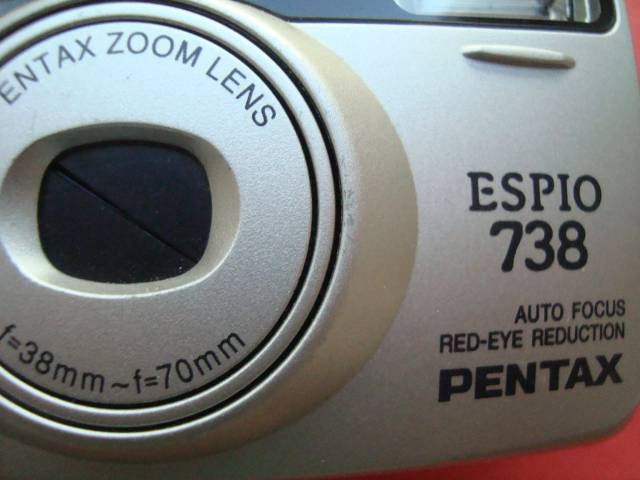 ENTAX ZOOM LENS
f=38mm~f=70mm
ESPIO
738
AUTO FOCUS
RED-EYE REDUCTION
PENTAX